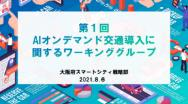 第１回
AIオンデマンド交通導入に
関するワーキンググループ
大阪府スマートシティ戦略部
2021.8.6